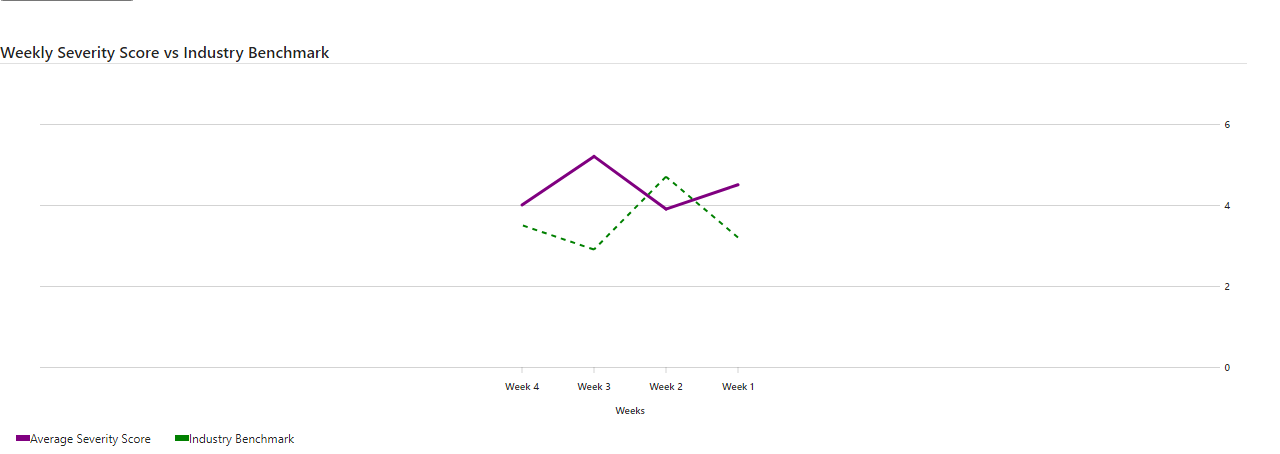 Weekly Severity Score vs Industry Benchmark
6
4
2
0
Week 4 Week 3 Week 2 Week 1
Weeks
Average Severity Score Industry Benchmark